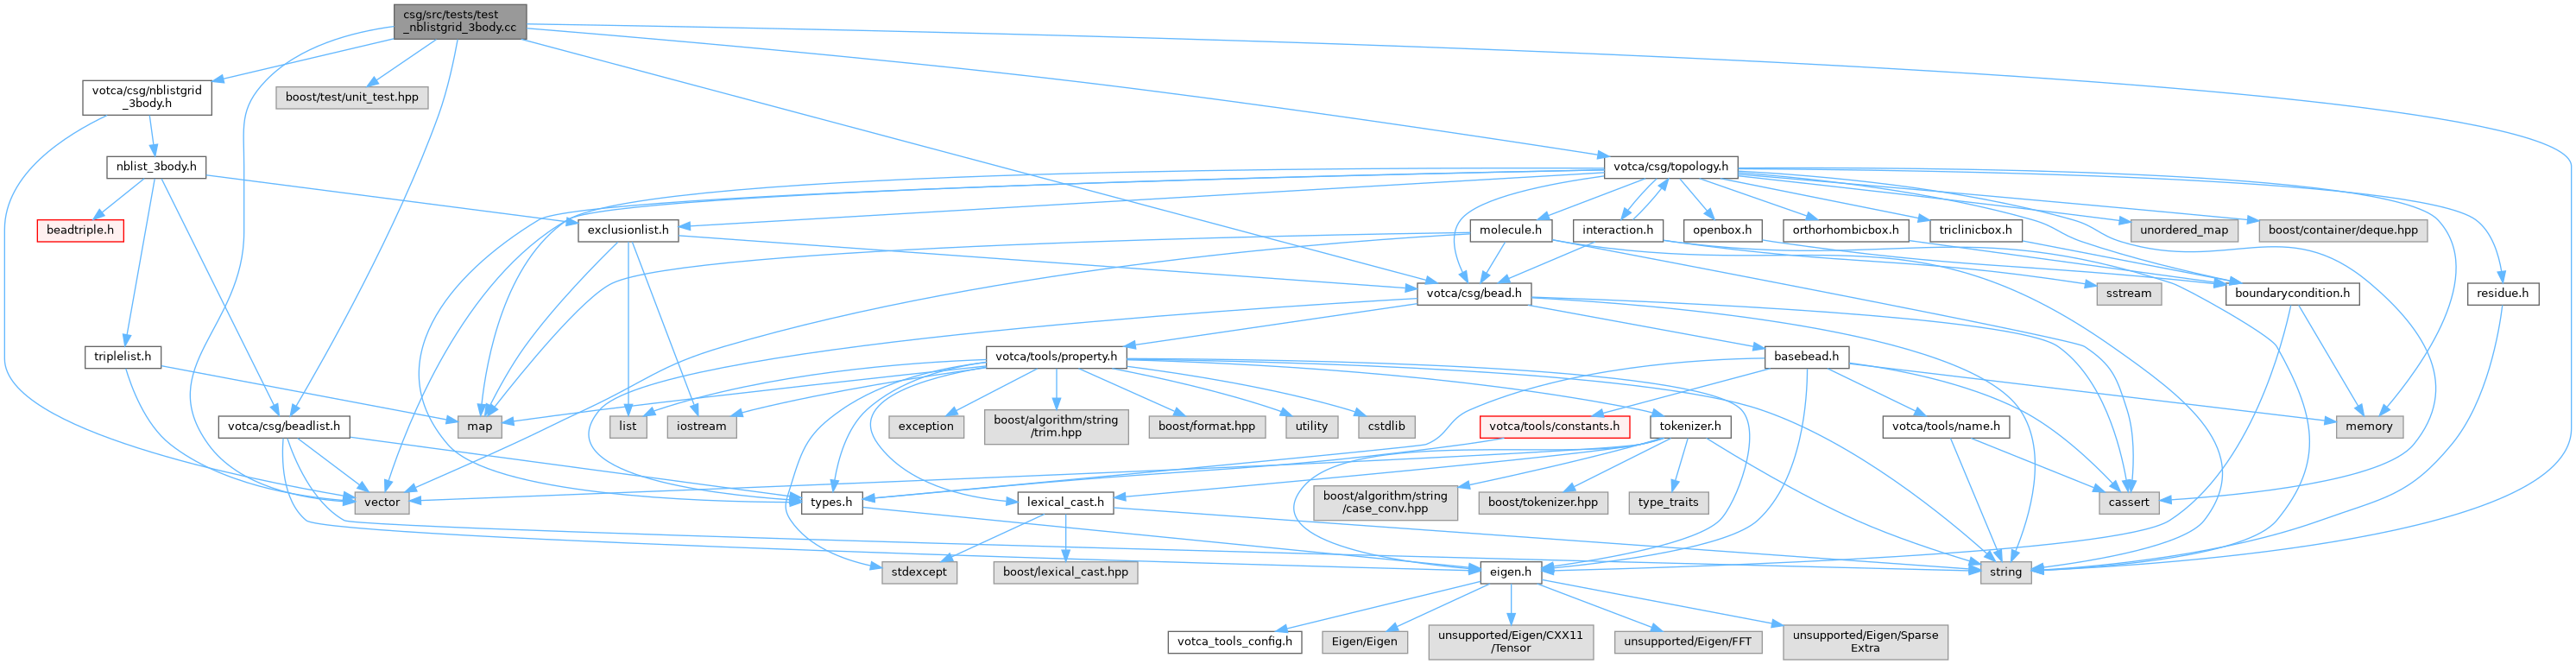 csg/src/tests/test
_nblistgrid_3body.cc
votca/csg/nblistgrid
_3body.h
boost/test/unit_test.hpp
nblist_3body.h
votca/csg/topology.h
beadtriple.h
exclusionlist.h
molecule.h
interaction.h
openbox.h
orthorhombicbox.h
triclinicbox.h
unordered_map
boost/container/deque.hpp
votca/csg/bead.h
sstream
boundarycondition.h
residue.h
triplelist.h
votca/tools/property.h
basebead.h
votca/csg/beadlist.h
map
list
iostream
exception
boost/algorithm/string
/trim.hpp
boost/format.hpp
utility
cstdlib
votca/tools/constants.h
tokenizer.h
votca/tools/name.h
memory
vector
types.h
lexical_cast.h
boost/algorithm/string
/case_conv.hpp
boost/tokenizer.hpp
type_traits
cassert
stdexcept
boost/lexical_cast.hpp
eigen.h
string
votca_tools_config.h
Eigen/Eigen
unsupported/Eigen/CXX11
/Tensor
unsupported/Eigen/FFT
unsupported/Eigen/Sparse
Extra